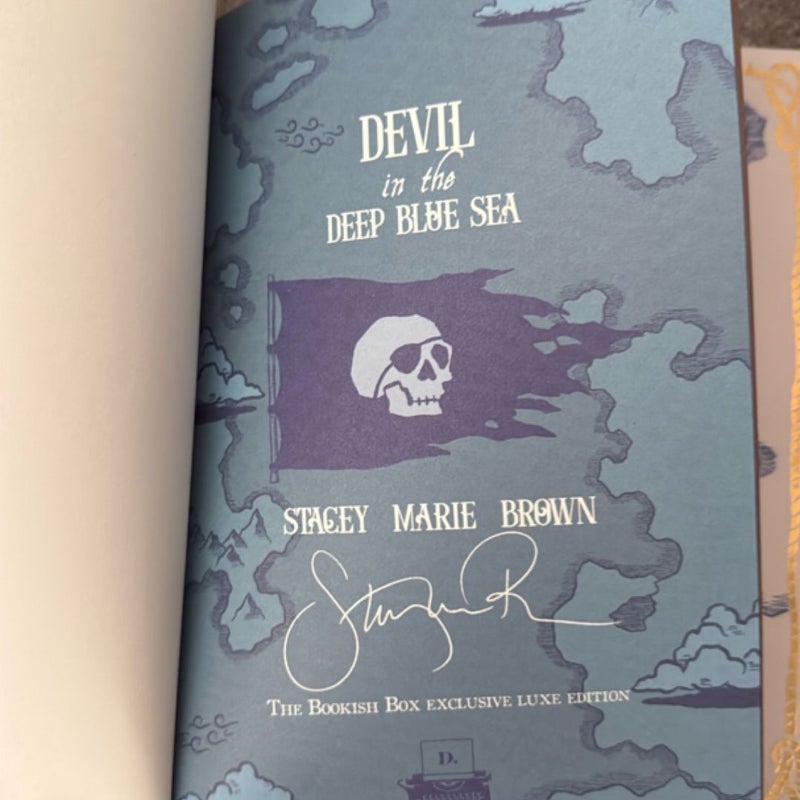 DEVIL
in the
DEEP BLUE SEA
STACEY MARIE BROWN
THE BOOKISH BOX EXCLUSIVE LUXE EDITION
D.